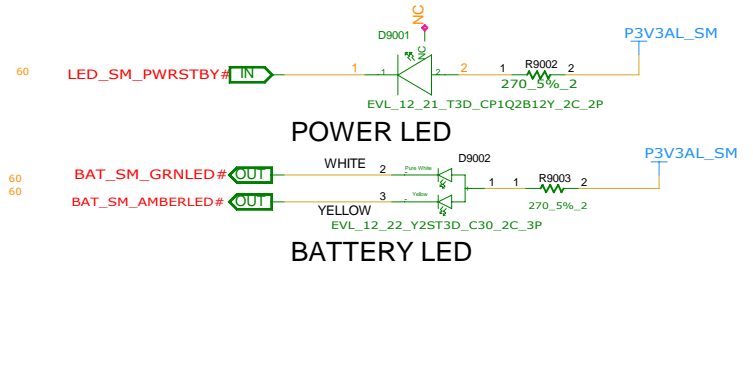 NC
D9001
P3V3AL_SM
NC
60
LED_SM_PWRSTBY#
IN
1
1
2
2
1
R9002
2
270_5%_2
EVL_12_21_T3D_CP1Q2B12Y_2C_2P
POWER LED
P3V3AL_SM
WHITE
D9002
60
BAT_SM_GRNLED#
OUT
2
Pure White
R9003
1
1
2
60
BAT_SM_AMBERLED#
OUT
3
Yellow
YELLOW
270_5%_2
EVL_12_22_Y2ST3D_C30_2C_3P
BATTERY LED